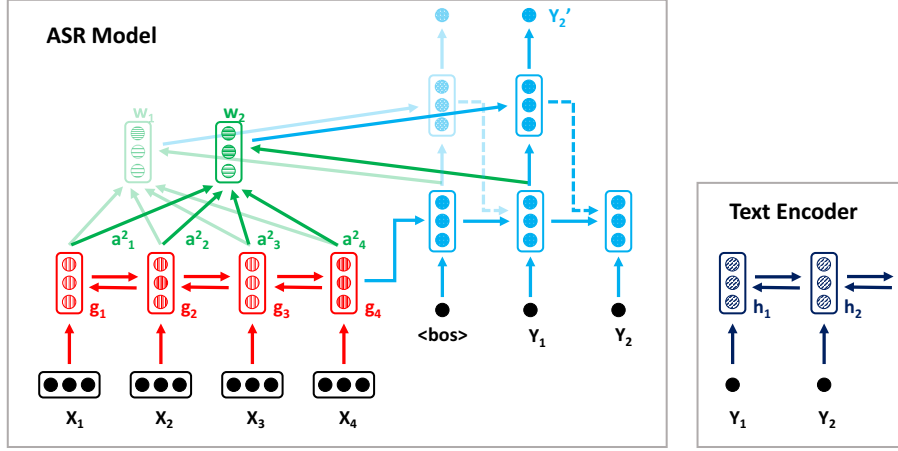 ASR Model
Y₂'
w₁ w₂
a²₁ a²₂ a²₃ a²₄
g₁ g₂ g₃ g₄
<bos> Y₁ Y₂
X₁ X₂ X₃ X₄
Text Encoder
h₁ h₂
Y₁ Y₂